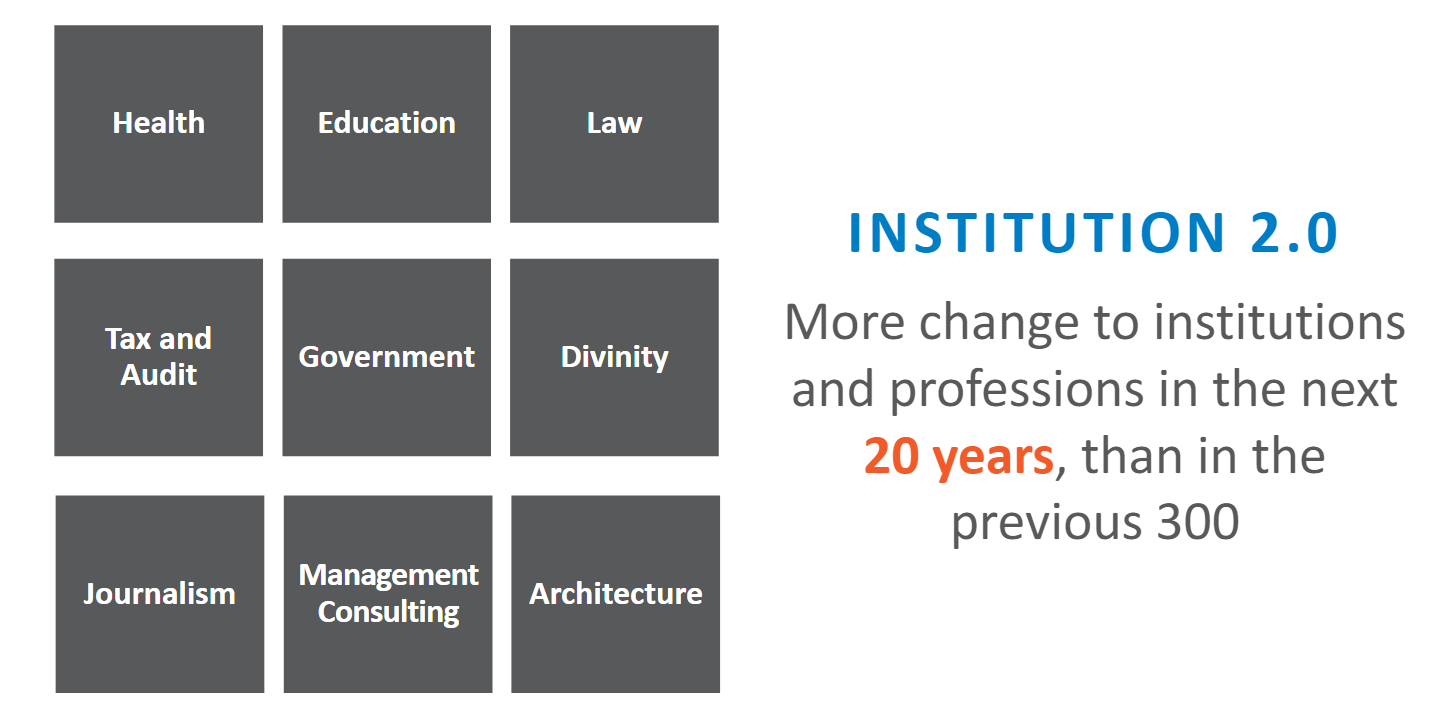 Health
Education
Law
Tax and
Audit
Government
Divinity
Journalism
Management
Consulting
Architecture
INSTITUTION 2.0
More change to institutions
and professions in the next
20 years, than in the
previous 300